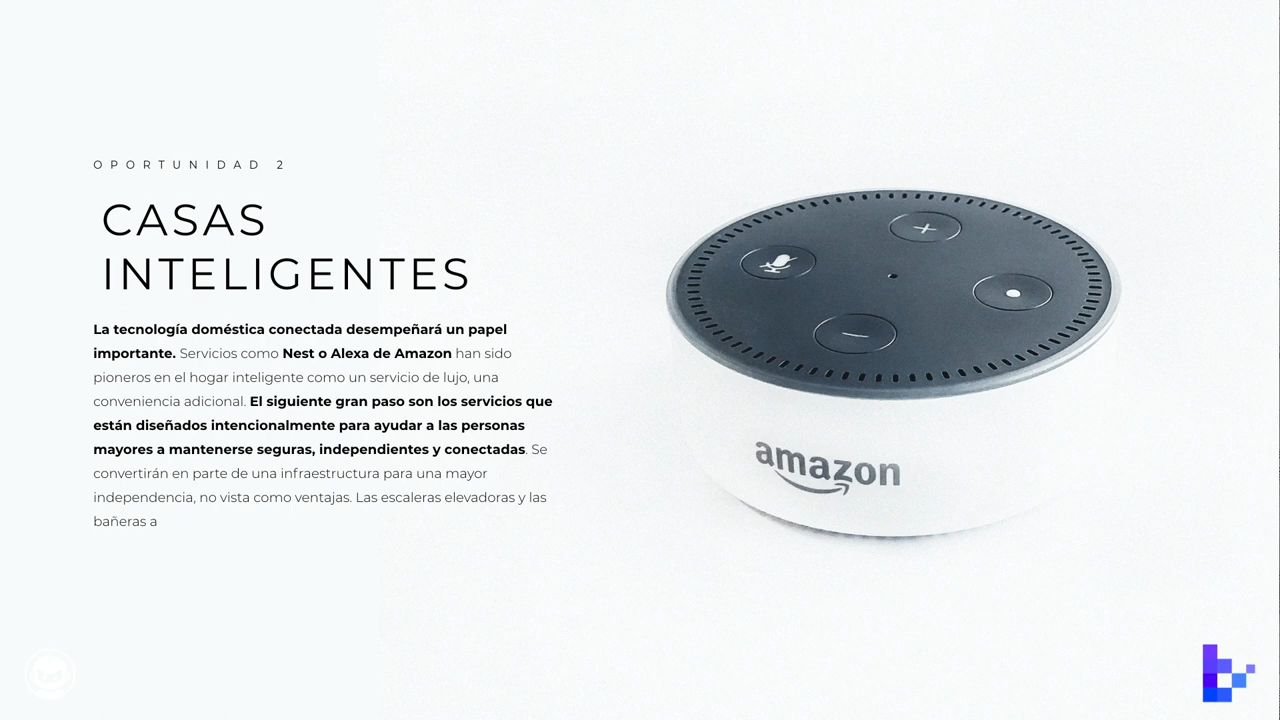 OPORTUNIDAD 2
CASAS
INTELIGENTES
La tecnología doméstica conectada desempeñará un papel
importante. Servicios como Nest o Alexa de Amazon han sido
pioneros en el hogar inteligente como un servicio de lujo, una
conveniencia adicional. El siguiente gran paso son los servicios que
están diseñados intencionalmente para ayudar a las personas
mayores a mantenerse seguras, independientes y conectadas. Se
convertirán en parte de una infraestructura para una mayor
independencia, no vista como ventajas. Las escaleras elevadoras y las
bañeras a
amazon